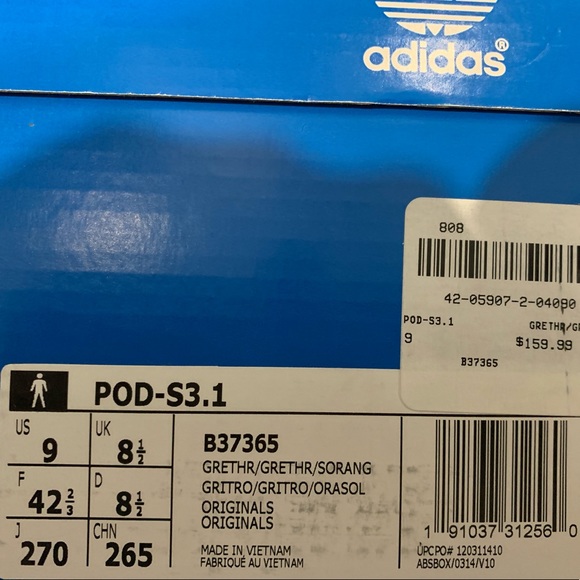 adidas®
808
42-05907-2-04080
POD-S3.1 GRETHR/GR
9 $159.99
B37365
POD-S3.1
US 9 UK 8½
F 42⅔ D 8½
J 270 CHN 265
B37365
GRETHR/GRETHR/SORANG
GRITRO/GRITRO/ORASOL
ORIGINALS
ORIGINALS
MADE IN VIETNAM
FABRIQUÉ AU VIETNAM
1 91037 31256 0
UPCPO# 120311410
ABSBOX/0314/V10